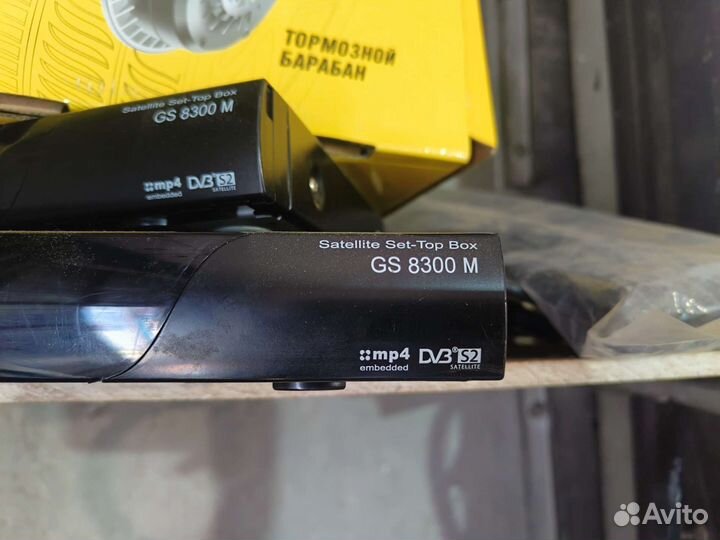 ТОРМОЗНОЙ
БАРАБАН
Satellite Set-Top Box
GS 8300 M
mp4
embedded
DVB S2
SATELLITE
Satellite Set-Top Box
GS 8300 M
mp4
embedded
DVB® S2
SATELLITE
Avito